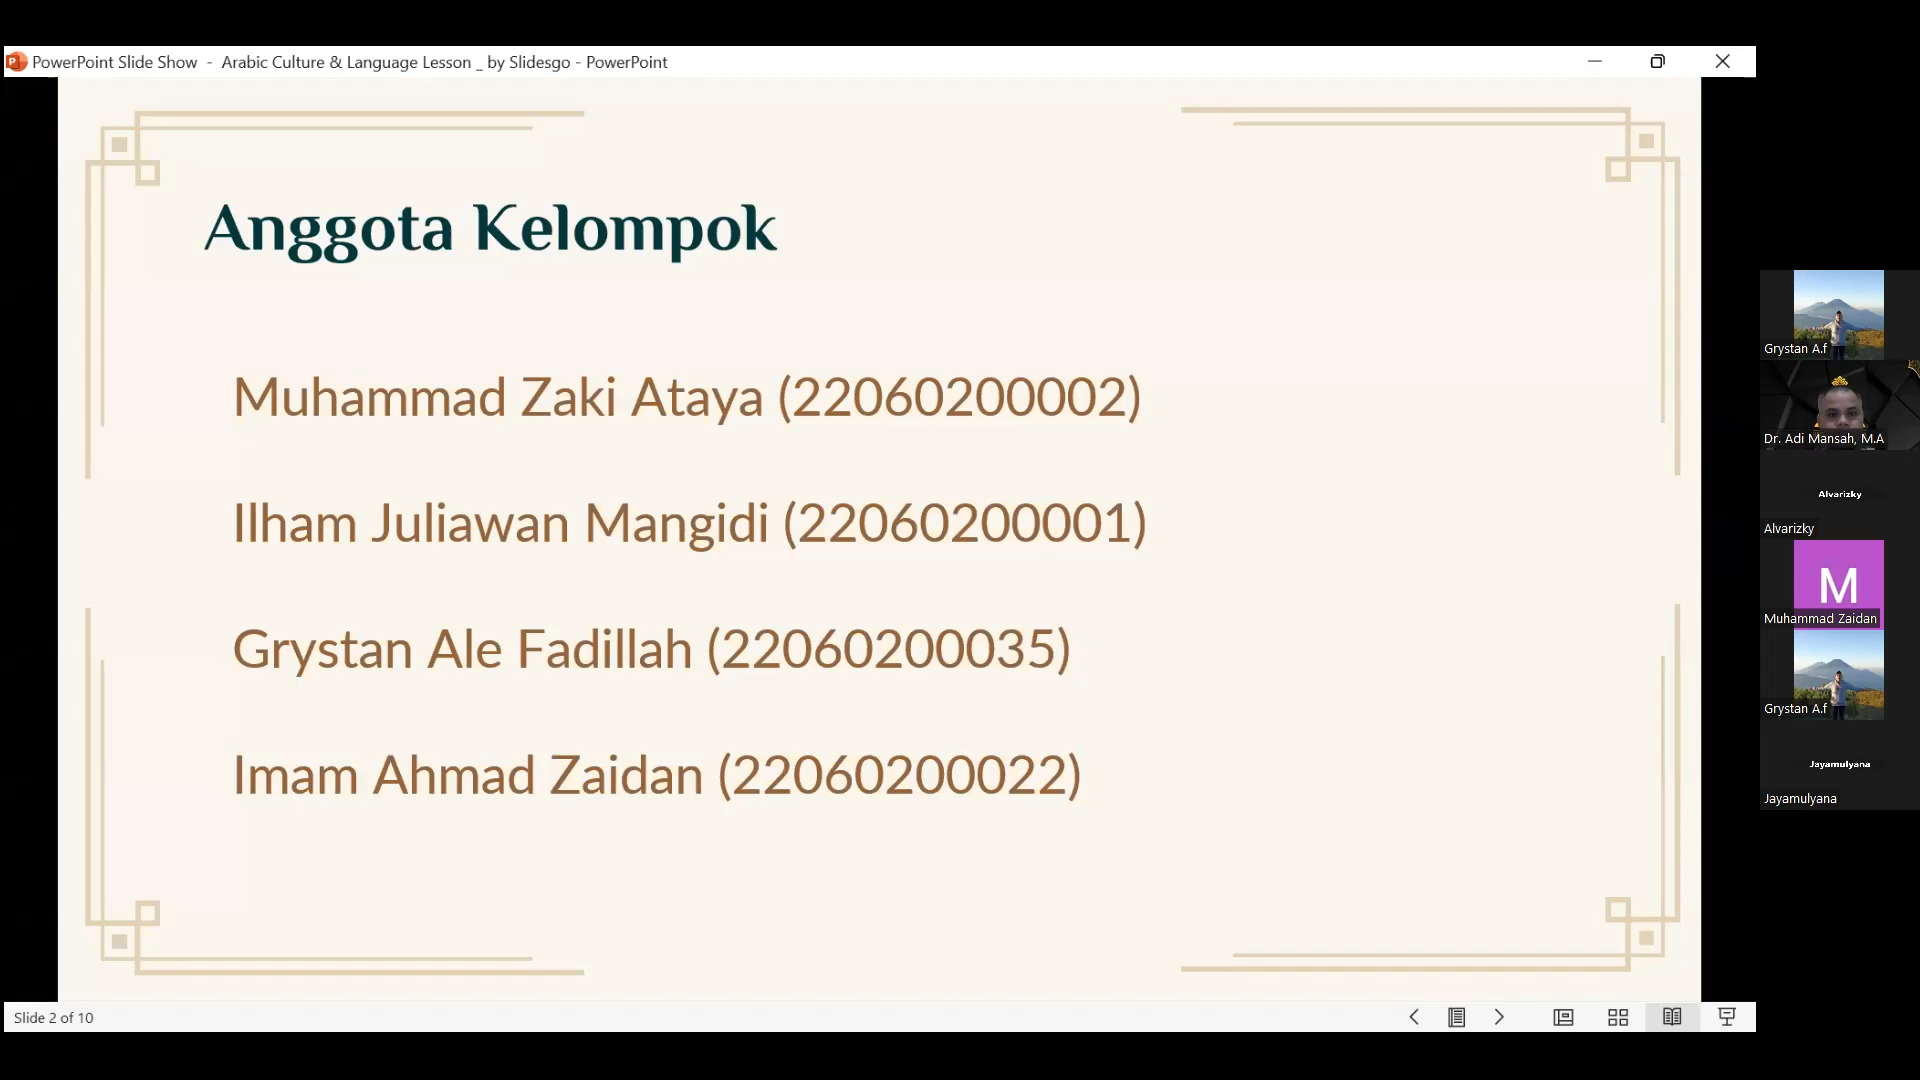 PowerPoint Slide Show - Arabic Culture & Language Lesson _ by Slidesgo - PowerPoint
Anggota Kelompok
Muhammad Zaki Ataya (22060200002)
Ilham Juliawan Mangidi (22060200001)
Grystan Ale Fadillah (22060200035)
Imam Ahmad Zaidan (22060200022)
Slide 2 of 10
Grystan A.f
Dr. Adi Mansah, M.A
Alvarizky
Alvarizky
M
Muhammad Zaidan
Grystan A.f
Jayamulyana
Jayamulyana